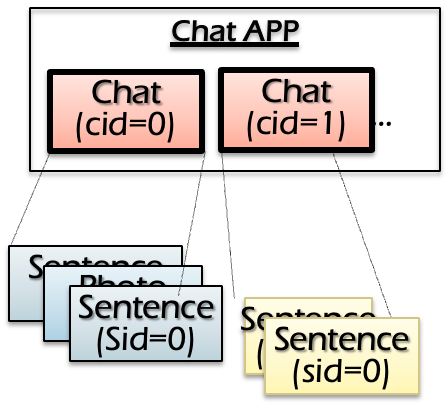 Chat APP
Chat
(cid=0)
Chat
(cid=1)
...
Sentence
Photo
Sentence
(Sid=0)
Sentence
(
Sentence
(sid=0)